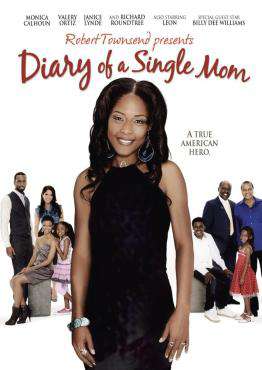 MONICA CALHOUN VALERY ORTIZ JANICE LYNDE AND RICHARD ROUNDTREE ALSO STARRING LEON SPECIAL GUEST STAR BILLY DEE WILLIAMS
Robert Townsend presents
Diary of a Single Mom
A TRUE
AMERICAN
HERO.